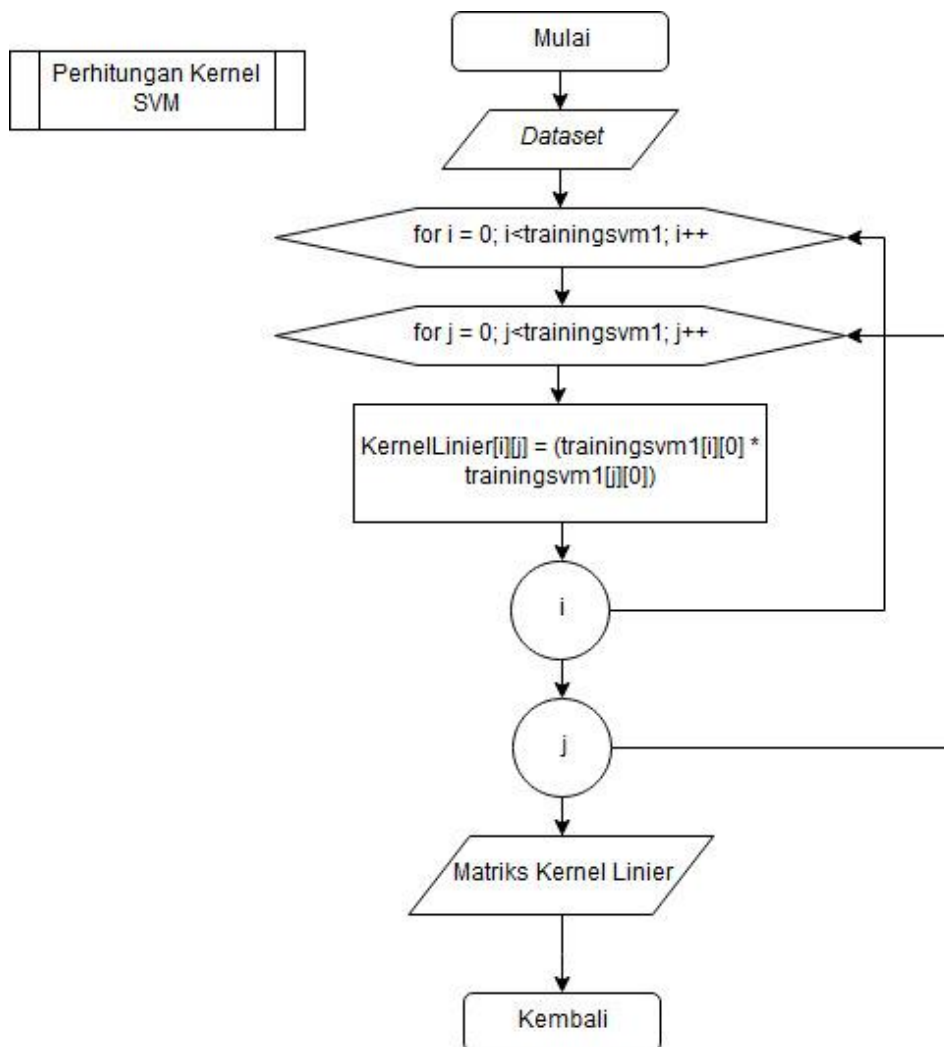 Mulai
Perhitungan Kernel
SVM
Dataset
for i = 0; i<trainingsvm1; i++
for j = 0; j<trainingsvm1; j++
KernelLinier[i][j] = (trainingsvm1[i][0] *
trainingsvm1[j][0])
i
j
Matriks Kernel Linier
Kembali